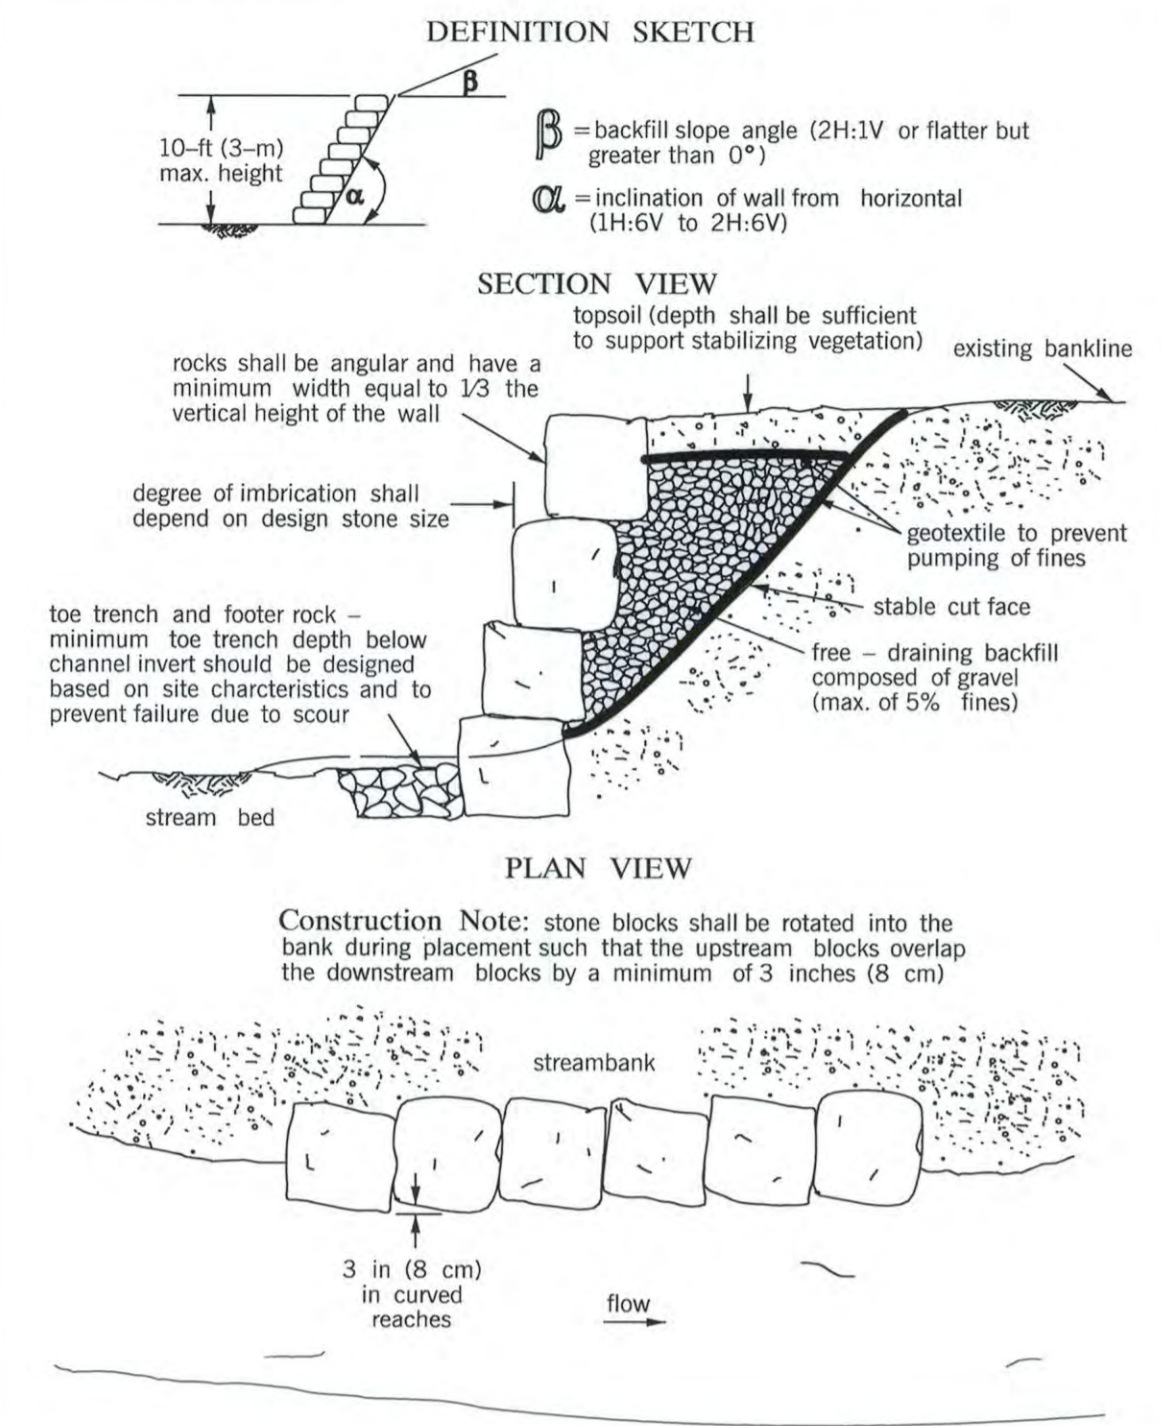 DEFINITION SKETCH
β
10-ft (3-m)
max. height
α
β = backfill slope angle (2H:1V or flatter but
greater than 0°)
α = inclination of wall from horizontal
(1H:6V to 2H:6V)
SECTION VIEW
topsoil (depth shall be sufficient
to support stabilizing vegetation)
existing bankline
rocks shall be angular and have a
minimum width equal to 1/3 the
vertical height of the wall
degree of imbrication shall
depend on design stone size
geotextile to prevent
pumping of fines
stable cut face
toe trench and footer rock –
minimum toe trench depth below
channel invert should be designed
based on site charcteristics and to
prevent failure due to scour
free – draining backfill
composed of gravel
(max. of 5% fines)
stream bed
PLAN VIEW
Construction Note: stone blocks shall be rotated into the
bank during placement such that the upstream blocks overlap
the downstream blocks by a minimum of 3 inches (8 cm)
streambank
3 in (8 cm)
in curved
reaches
flow